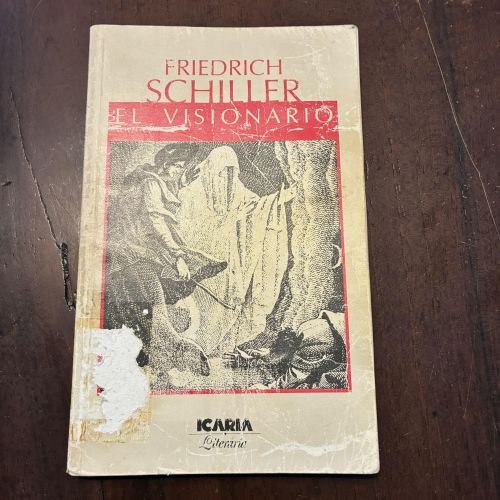 FRIEDRICH
SCHILLER
EL VISIONARIO
ICARIA
Literaria